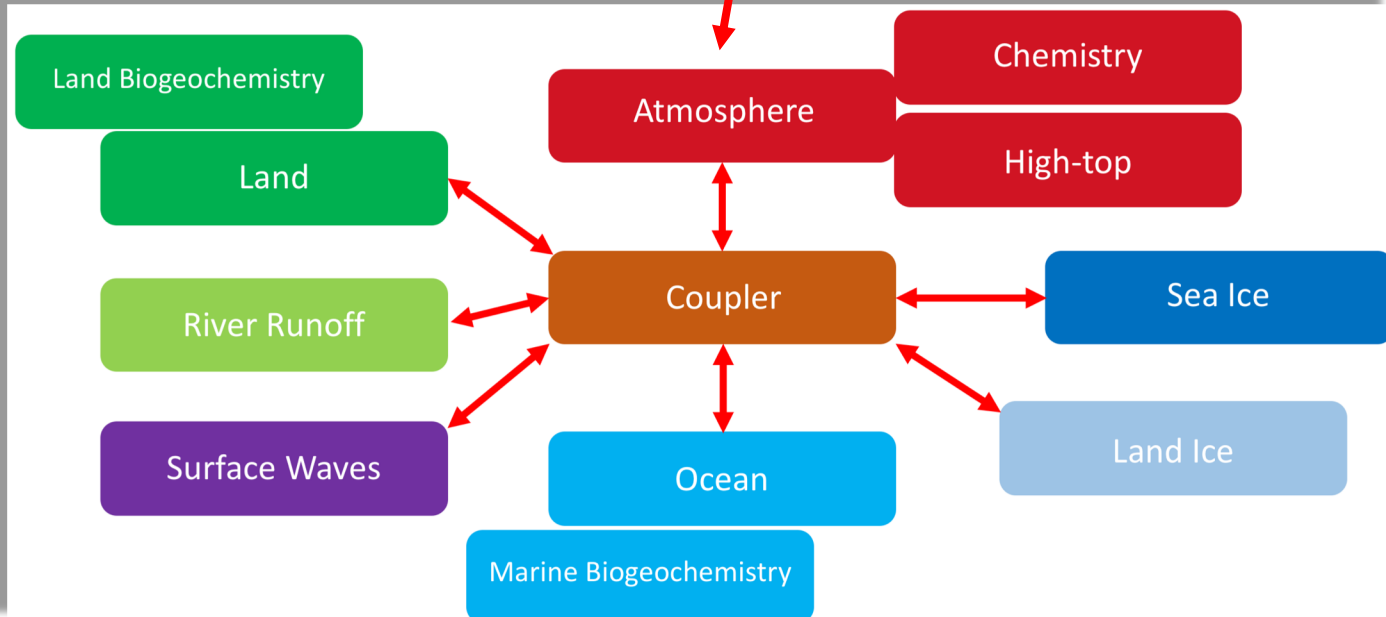 Land Biogeochemistry
Land
River Runoff
Surface Waves
Atmosphere
Chemistry
High-top
Coupler
Ocean
Marine Biogeochemistry
Sea Ice
Land Ice